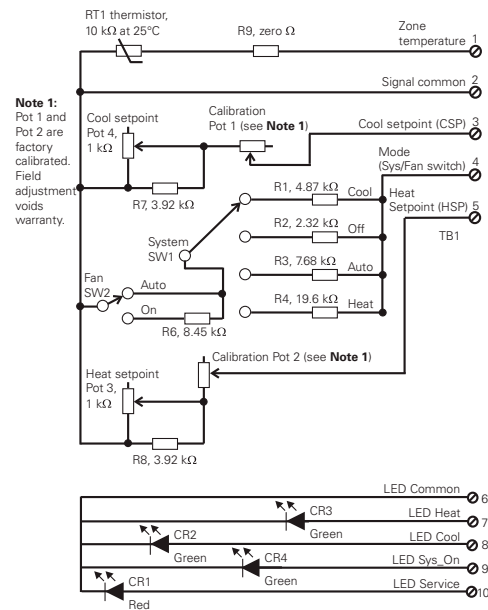 RT1 thermistor,
10 kΩ at 25°C
R9, zero Ω
Zone
temperature 1
Signal common 2
Note 1:
Pot 1 and
Pot 2 are
factory
calibrated.
Field
adjustment
voids
warranty.
Cool setpoint
Pot 4,
1 kΩ
Calibration
Pot 1 (see Note 1)
Cool setpoint (CSP) 3
R7, 3.92 kΩ
Mode 4
(Sys/Fan switch)
R1, 4.87 kΩ Cool
Heat
Setpoint (HSP) 5
R2, 2.32 kΩ Off
TB1
System
SW1
R3, 7.68 kΩ Auto
Fan
SW2
Auto
On
R4, 19.6 kΩ Heat
R6, 8.45 kΩ
Calibration Pot 2 (see Note 1)
Heat setpoint
Pot 3,
1 kΩ
R8, 3.92 kΩ
LED Common 6
CR3
Green
LED Heat 7
CR2
Green
LED Cool 8
CR4
Green
LED Sys_On 9
CR1
Red
LED Service 10